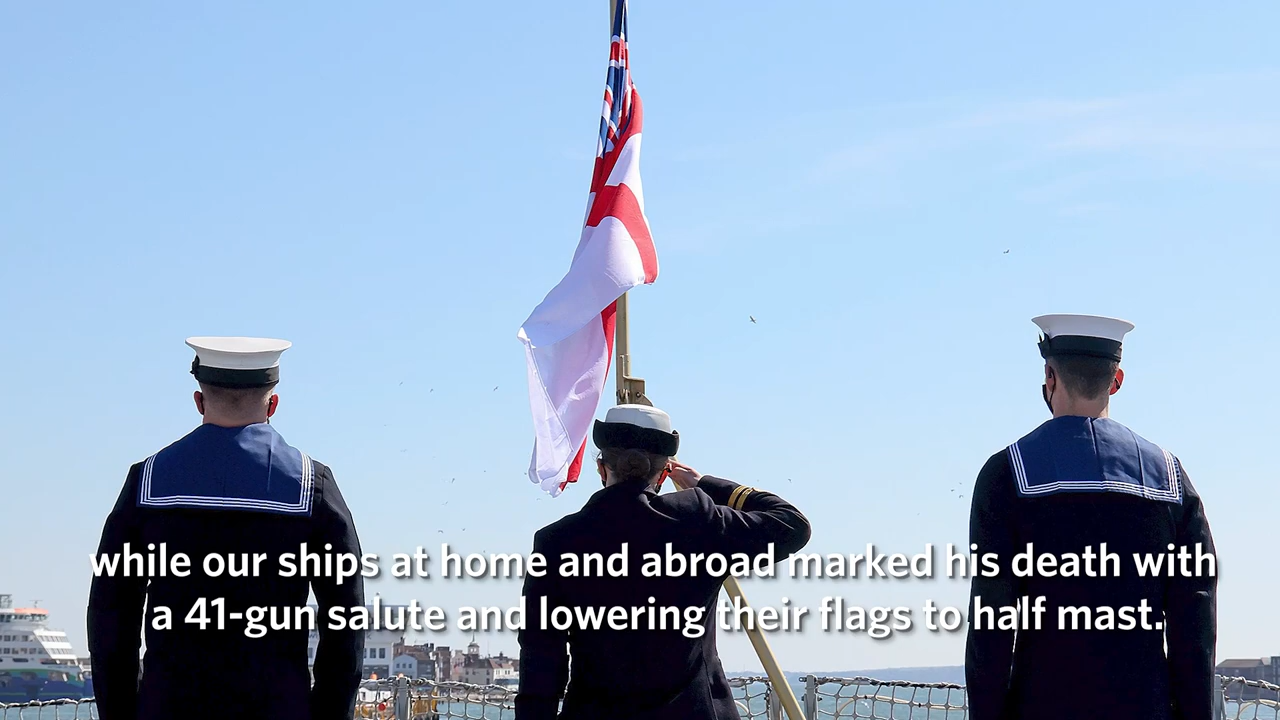 while our ships at home and abroad marked his death with
a 41-gun salute and lowering their flags to half mast.